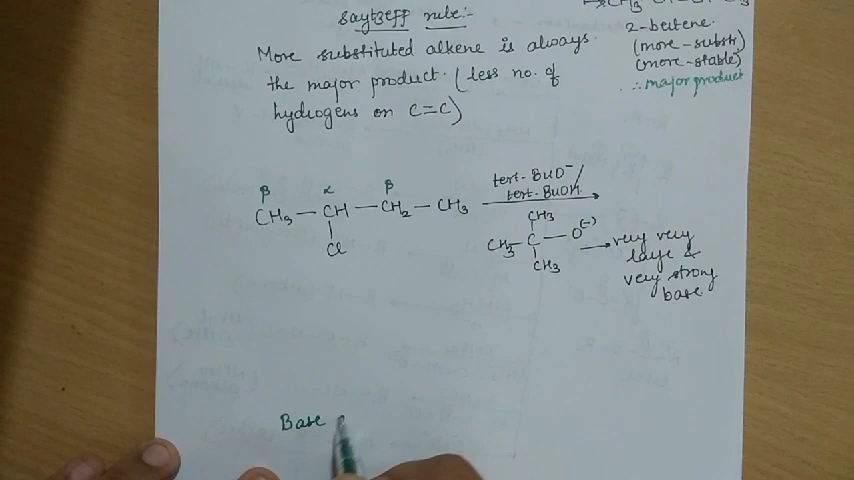 Saytzeff rule:-
More substituted alkene is always
the major product. (less no. of
hydrogens on C=C)
2-butene.
(more-substi)
(more-stable)
∴ major product
β α β
CH3 — CH — CH2 — CH3
Cl
tert-BuO⁻/
tert-BuOH
CH3
CH3 — C — O(-)
CH3
→ very very
large &
very strong
base.
Base